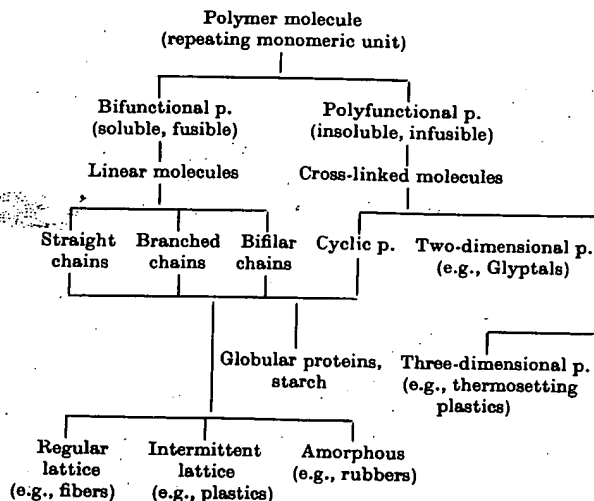 Polymer molecule
(repeating monomeric unit)
Bifunctional p.
(soluble, fusible)
Polyfunctional p.
(insoluble, infusible)
Linear molecules
Cross-linked molecules
Straight
chains
Branched
chains
Bifilar
chains
Cyclic p.
Two-dimensional p.
(e.g., Glyptals)
Globular proteins,
starch
Three-dimensional p.
(e.g., thermosetting
plastics)
Regular
lattice
(e.g., fibers)
Intermittent
lattice
(e.g., plastics)
Amorphous
(e.g., rubbers)